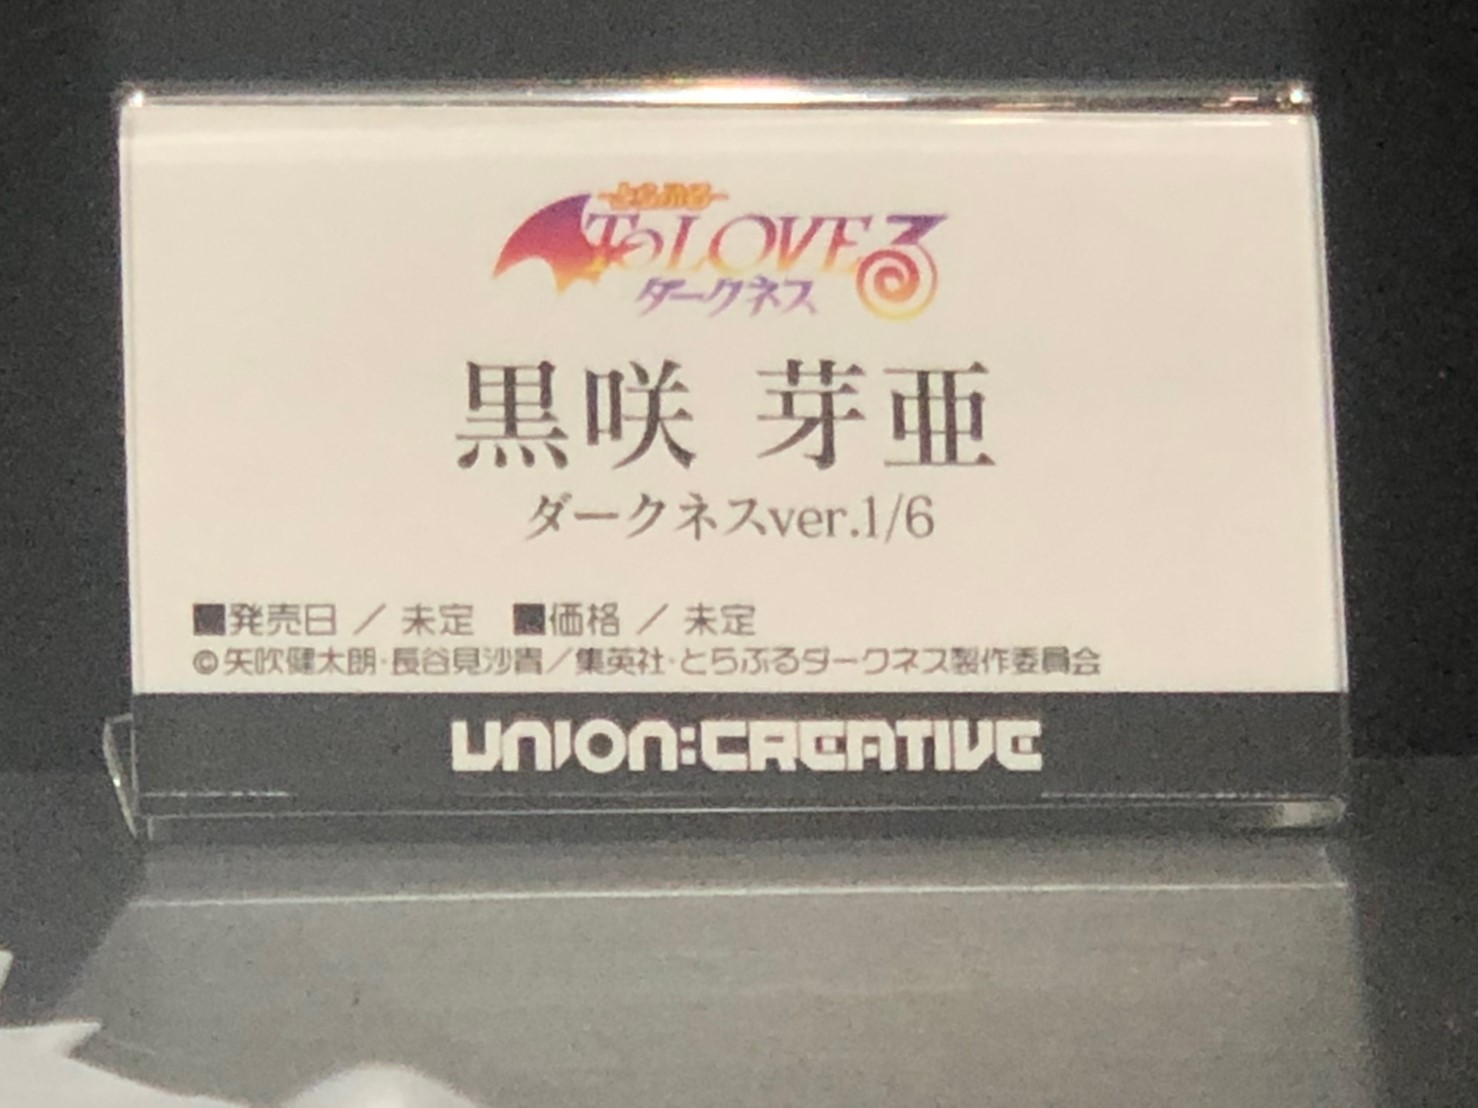 とらぶる
ToLOVEる
ダークネス
黒咲 芽亜
ダークネスver.1/6
■発売日 / 未定 ■価格 / 未定
©矢吹健太朗・長谷見沙貴/集英社・とらぶるダークネス製作委員会
UNION:CREATIVE